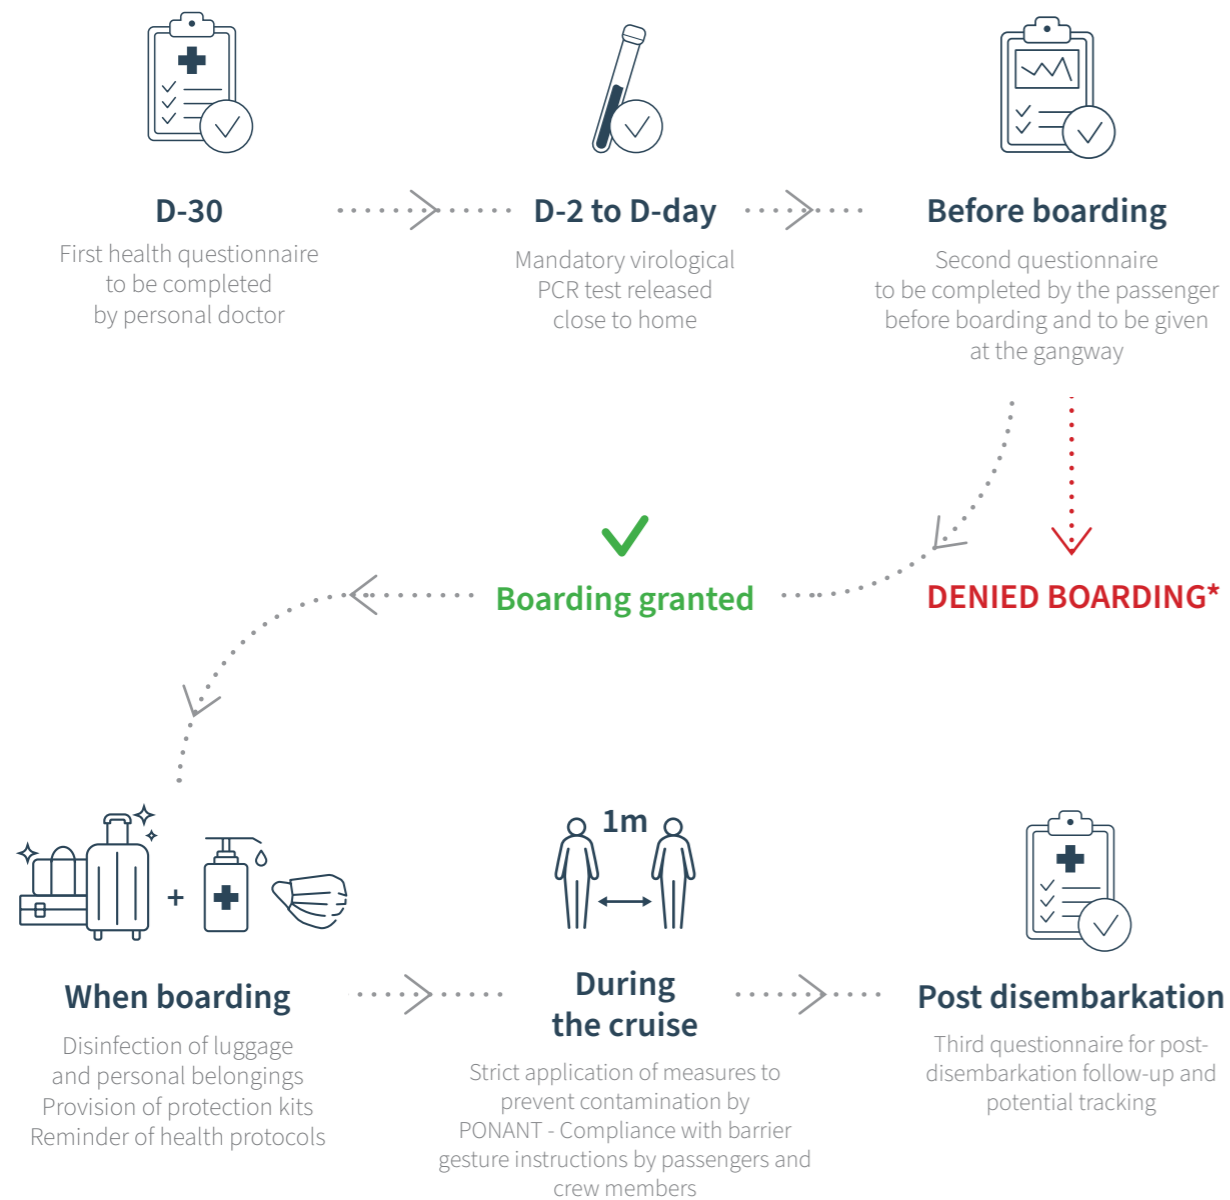 D-30
First health questionnaire
to be completed
by personal doctor
D-2 to D-day
Mandatory virological
PCR test released
close to home
Before boarding
Second questionnaire
to be completed by the passenger
before boarding and to be given
at the gangway
Boarding granted
DENIED BOARDING*
When boarding
Disinfection of luggage
and personal belongings
Provision of protection kits
Reminder of health protocols
1m
During
the cruise
Strict application of measures to
prevent contamination by
PONANT - Compliance with barrier
gesture instructions by passengers and
crew members
Post disembarkation
Third questionnaire for post-
disembarkation follow-up and
potential tracking